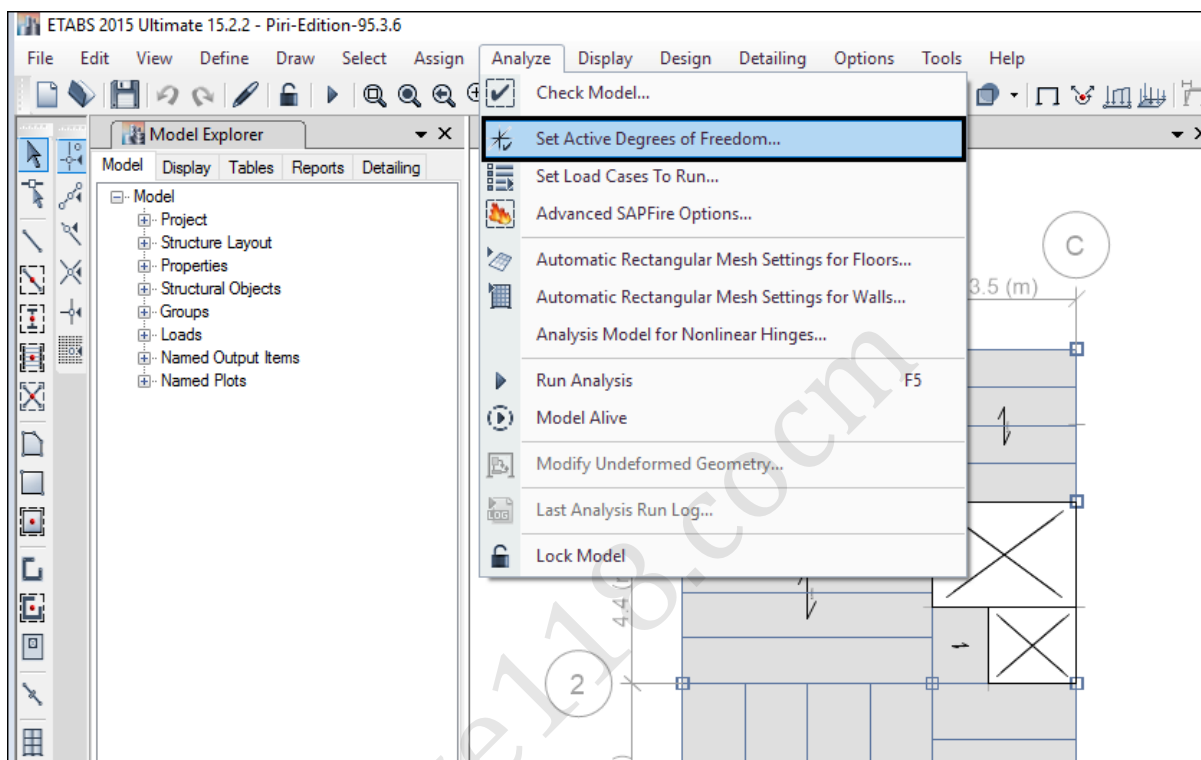 ETABS 2015 Ultimate 15.2.2 - Piri-Edition-95.3.6
File Edit View Define Draw Select Assign Analyze Display Design Detailing Options Tools Help
Model Explorer
Model Display Tables Reports Detailing
Model
Project
Structure Layout
Properties
Structural Objects
Groups
Loads
Named Output Items
Named Plots
Check Model...
Set Active Degrees of Freedom...
Set Load Cases To Run...
Advanced SAPFire Options...
Automatic Rectangular Mesh Settings for Floors...
Automatic Rectangular Mesh Settings for Walls...
Analysis Model for Nonlinear Hinges...
Run Analysis F5
Model Alive
Modify Undeformed Geometry...
LOG
Last Analysis Run Log...
Lock Model
C
3.5 (m)
4.4
2
e118.cocm